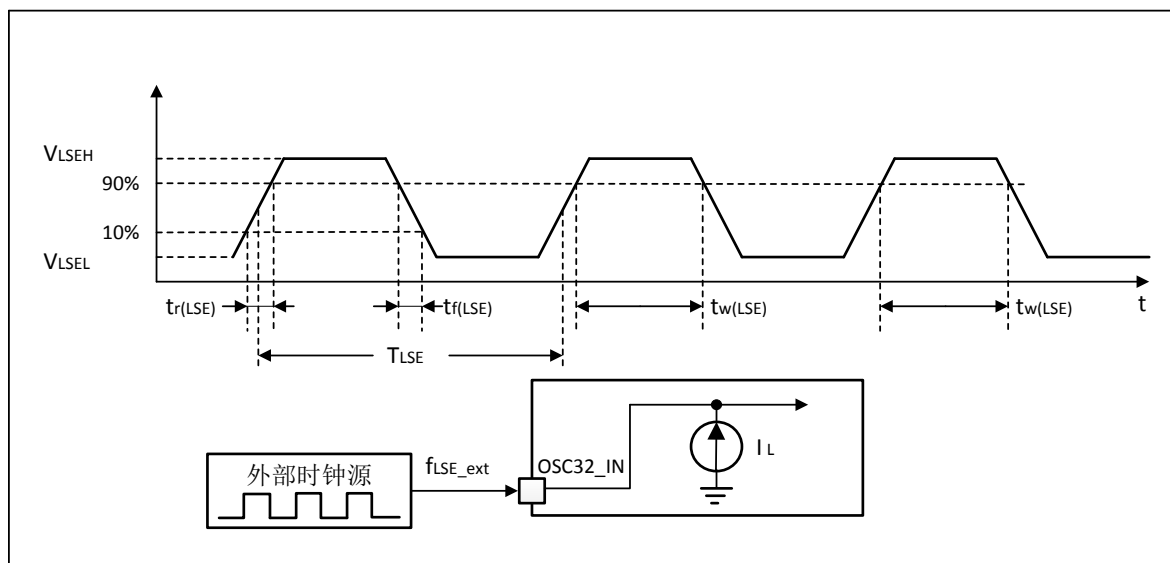 VLSEH
90%
10%
VLSEL
tr(LSE)
tf(LSE)
tw(LSE)
tw(LSE)
t
TLSE
外部时钟源
fLSE_ext
OSC32_IN
IL